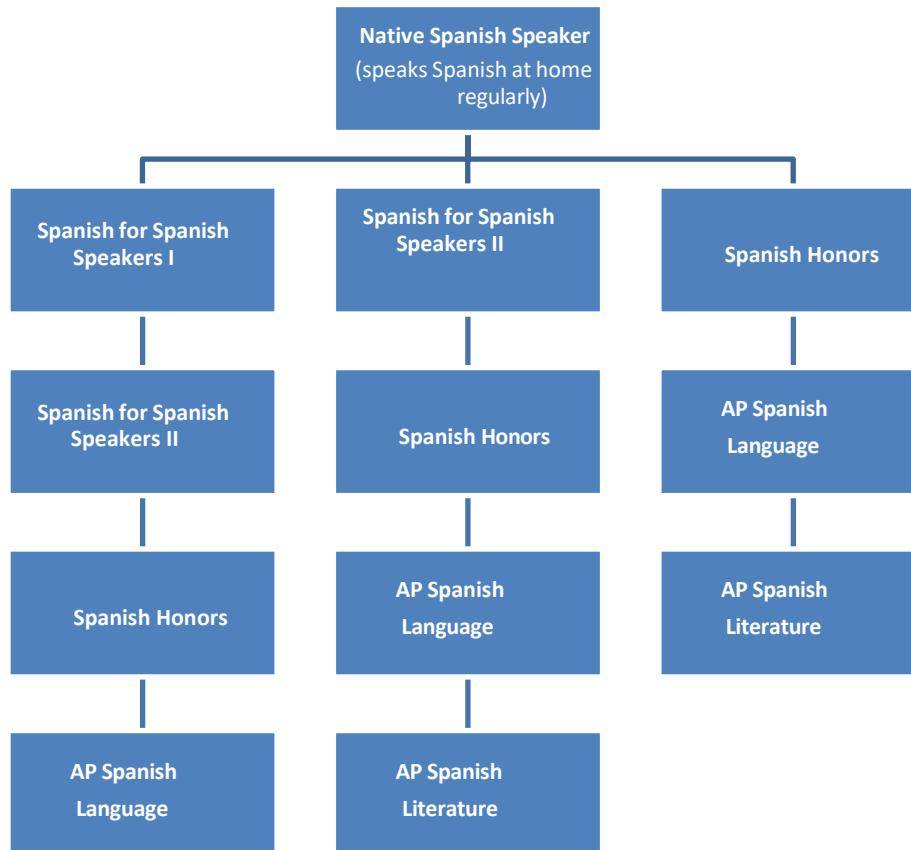 Native Spanish Speaker
(speaks Spanish at home
regularly)
Spanish for Spanish
Speakers I
Spanish for Spanish
Speakers II
Spanish Honors
Spanish for Spanish
Speakers II
Spanish Honors
AP Spanish
Language
Spanish Honors
AP Spanish
Language
AP Spanish
Literature
AP Spanish
Language
AP Spanish
Literature